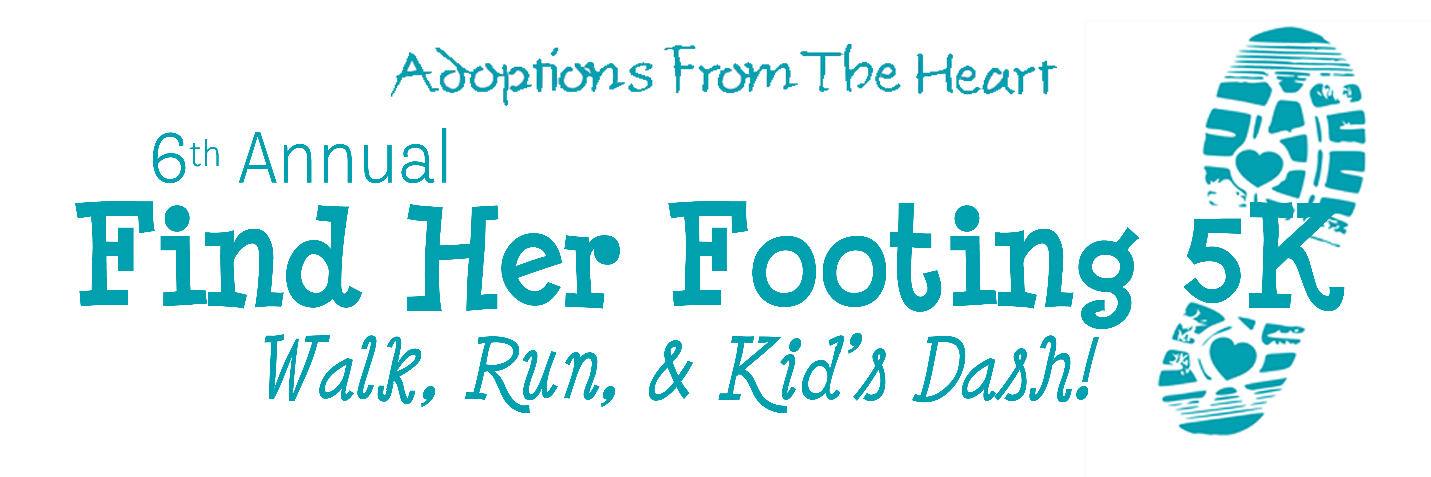 Adoptions From The Heart
6th Annual
Find Her Footing 5K
Walk, Run, & Kid's Dash!